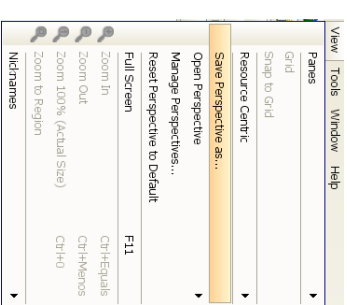 View Tools Window Help
Panes
Grid
Snap to Grid
Resource Centric
Save Perspective as...
Open Perspective
Manage Perspectives...
Reset Perspective to Default
Full Screen F11
Zoom In Ctrl+Equals
Zoom Out Ctrl+Menos
Zoom 100% (Actual Size) Ctrl+0
Zoom to Region
Nicknames